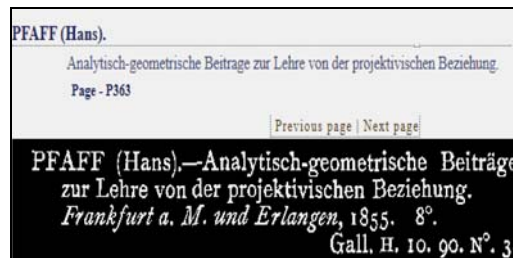 PFAFF (Hans).
Analytisch-geometrische Beitrage zur Lehre von der projektivischen Beziehung.
Page - P363
Previous page | Next page
PFAFF (Hans).—Analytisch-geometrische Beiträge
zur Lehre von der projektivischen Beziehung.
Frankfurt a. M. und Erlangen, 1855. 8°.
Gall. H. 10. 90. N°. 3